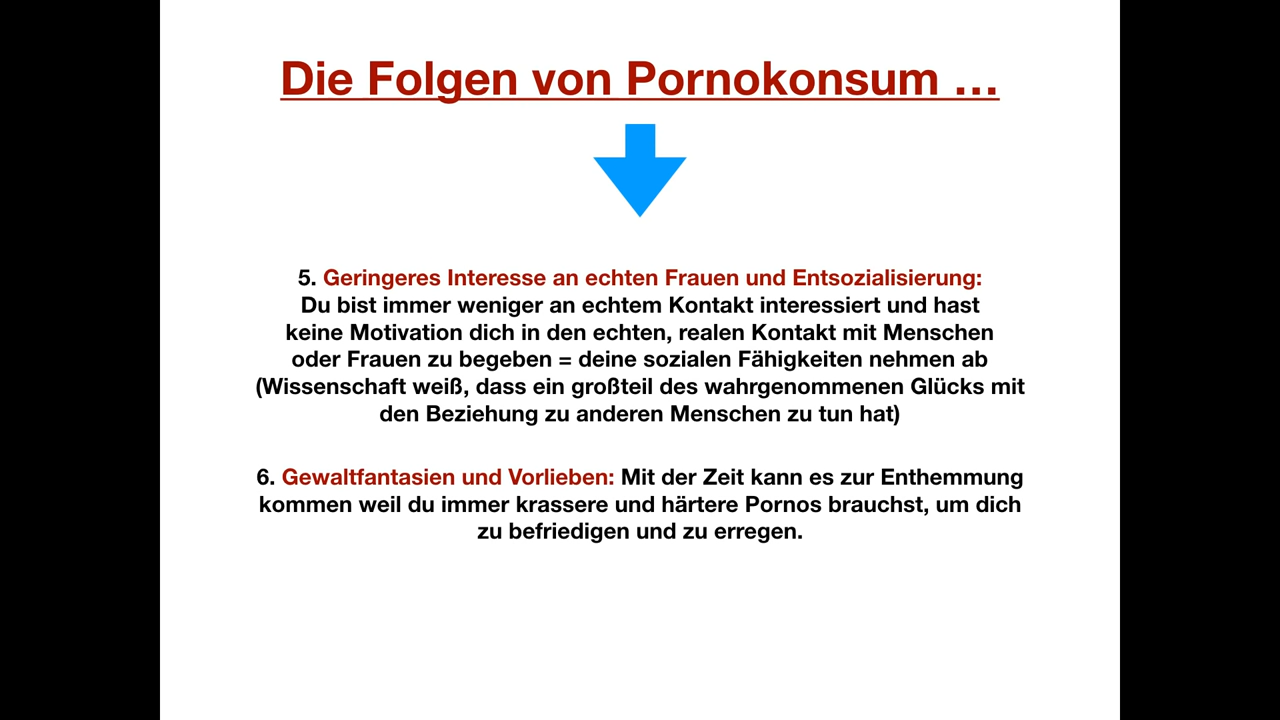 Die Folgen von Pornokonsum …
5. Geringeres Interesse an echten Frauen und Entsozialisierung:
Du bist immer weniger an echtem Kontakt interessiert und hast
keine Motivation dich in den echten, realen Kontakt mit Menschen
oder Frauen zu begeben = deine sozialen Fähigkeiten nehmen ab
(Wissenschaft weiß, dass ein großteil des wahrgenommenen Glücks mit
den Beziehung zu anderen Menschen zu tun hat)
6. Gewaltfantasien und Vorlieben: Mit der Zeit kann es zur Enthemmung
kommen weil du immer krassere und härtere Pornos brauchst, um dich
zu befriedigen und zu erregen.